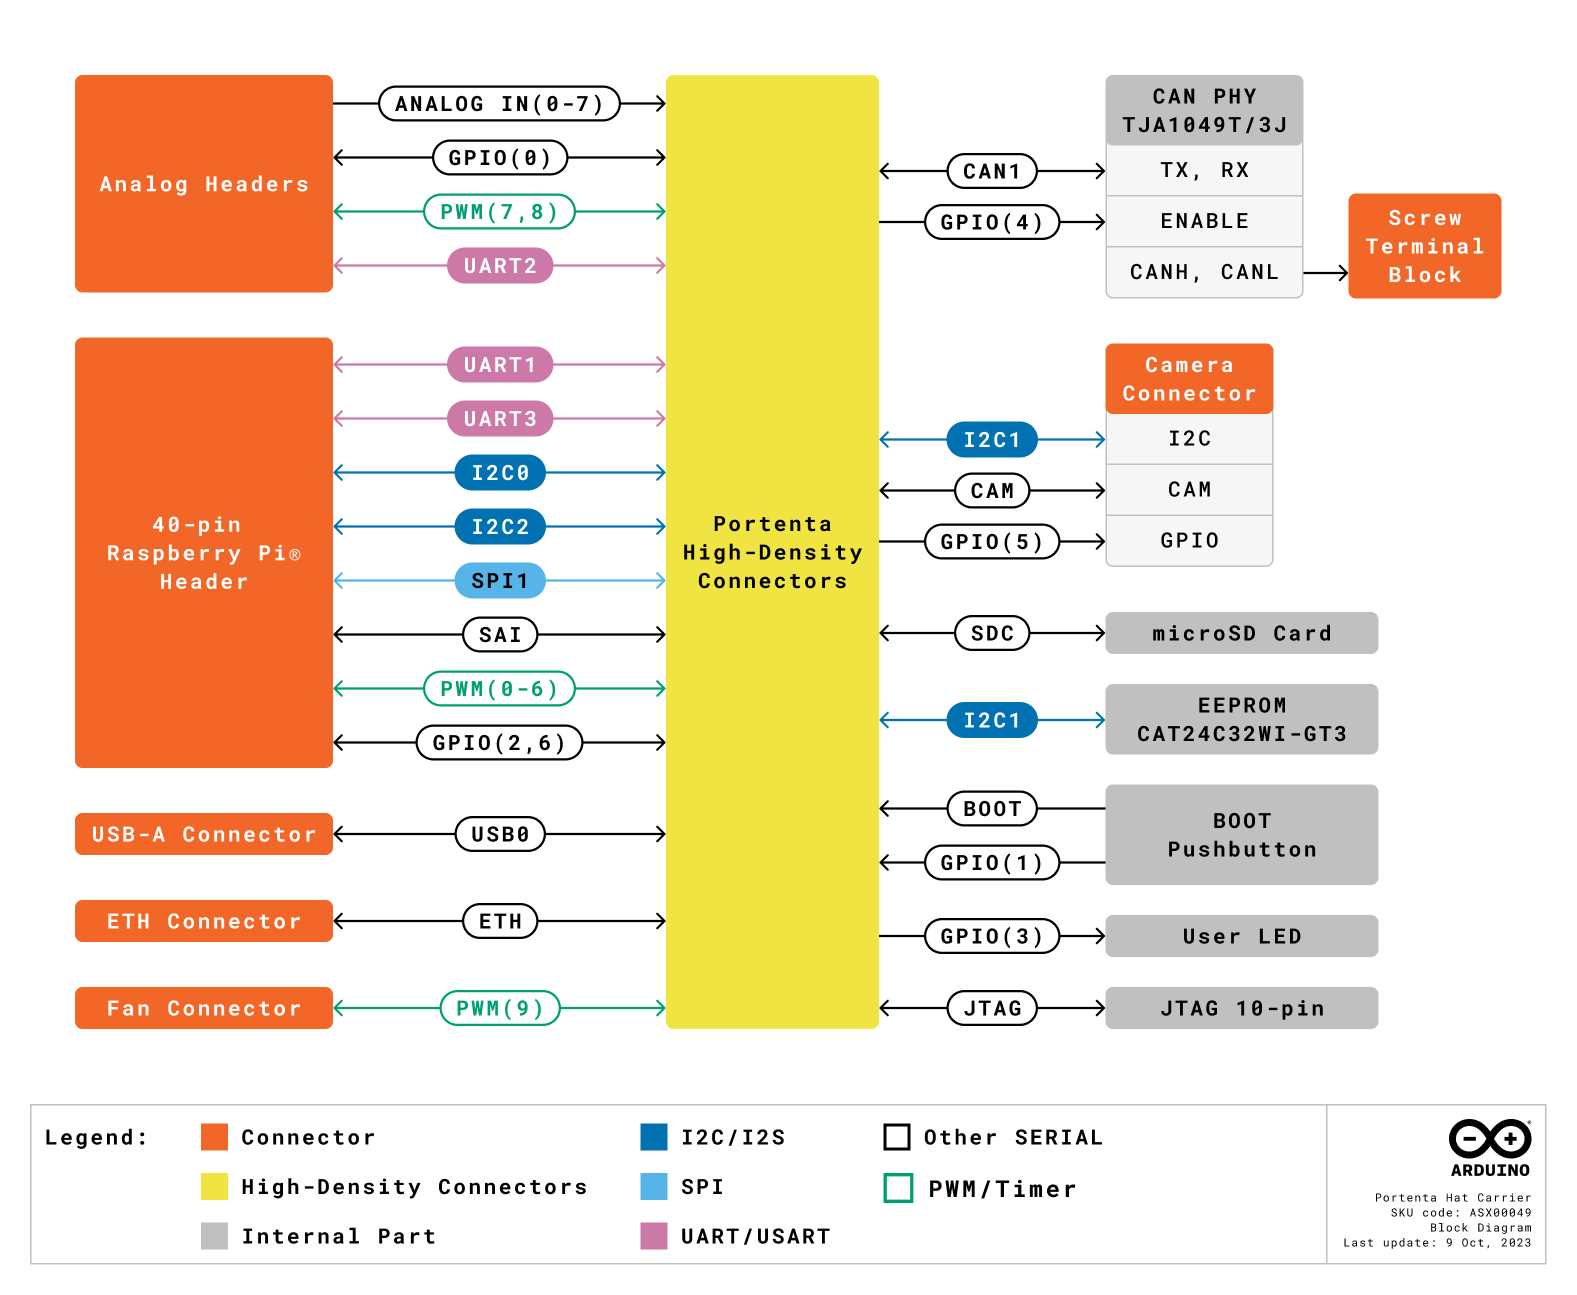 Analog Headers
ANALOG IN(0-7)
GPIO(0)
PWM(7,8)
UART2
40-pin
Raspberry Pi®
Header
UART1
UART3
I2C0
I2C2
SPI1
SAI
PWM(0-6)
GPIO(2,6)
USB-A Connector
USB0
ETH Connector
ETH
Fan Connector
PWM(9)
Portenta
High-Density
Connectors
CAN1
GPIO(4)
CAN PHY
TJA1049T/3J
TX, RX
ENABLE
CANH, CANL
Screw
Terminal
Block
I2C1
CAM
GPIO(5)
Camera
Connector
I2C
CAM
GPIO
SDC
microSD Card
I2C1
EEPROM
CAT24C32WI-GT3
BOOT
GPIO(1)
BOOT
Pushbutton
GPIO(3)
User LED
JTAG
JTAG 10-pin
Legend:
Connector
High-Density Connectors
Internal Part
I2C/I2S
SPI
UART/USART
Other SERIAL
PWM/Timer
ARDUINO
Portenta Hat Carrier
SKU code: ASX00049
Block Diagram
Last update: 9 Oct, 2023